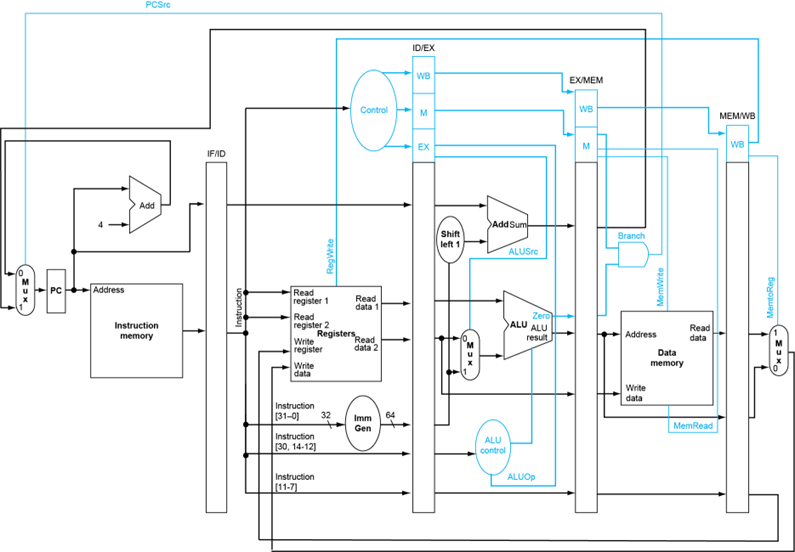 PCSrc
ID/EX
WB
EX/MEM
Control
M
WB
MEM/WB
EX
M
WB
IF/ID
Add
4
Shift
left 1
Add Sum
Branch
RegWrite
ALUSrc
MemWrite
MemtoReg
0
M
u
x
1
PC
Address
Instruction
memory
Instruction
Read
register 1
Read
data 1
Read
register 2
Registers
Write
register
Read
data 2
Write
data
0
M
u
x
1
Zero
ALU
ALU
result
Address
Read
data
Data
memory
Write
data
1
M
u
x
0
MemRead
Instruction
[31–0]
32
Imm
Gen
64
Instruction
[30, 14-12]
ALU
control
Instruction
[11-7]
ALUOp